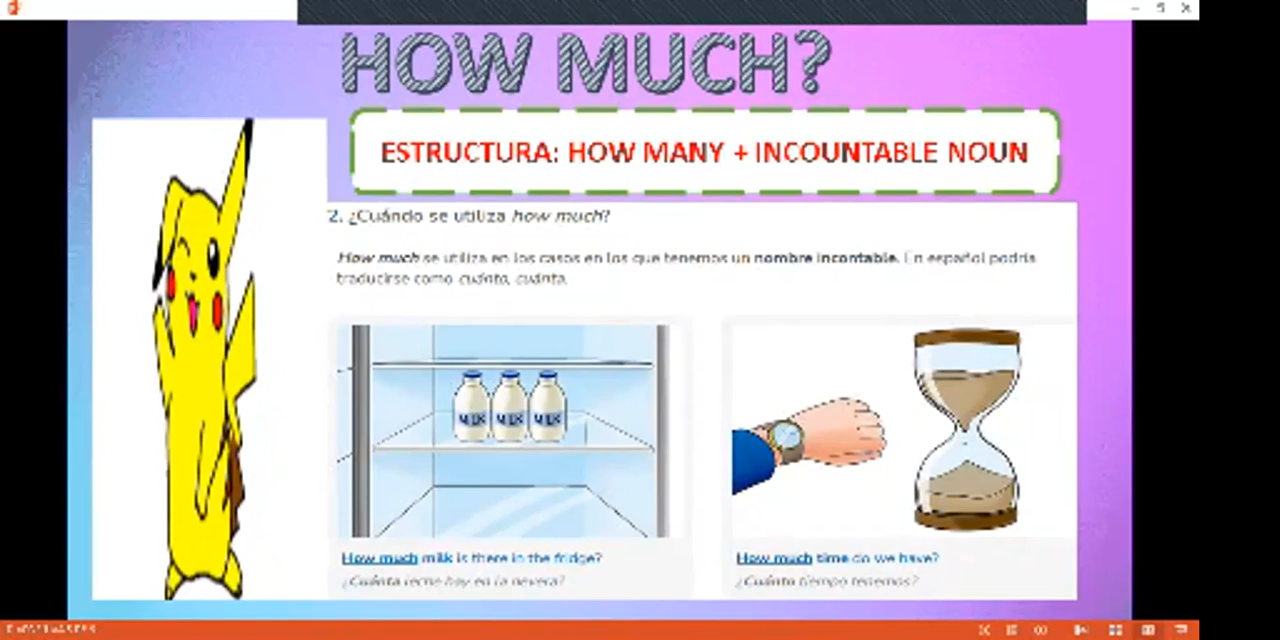 HOW MUCH?
ESTRUCTURA: HOW MANY + INCOUNTABLE NOUN
2. ¿Cuándo se utiliza how much?
How much se utiliza en los casos en los que tenemos un nombre incontable. En español podría
traducirse como cuánto, cuánta.
MILK MILK MILK
How much milk is there in the fridge?
¿Cuánta leche hay en la nevera?
How much time do we have?
¿Cuánto tiempo tenemos?